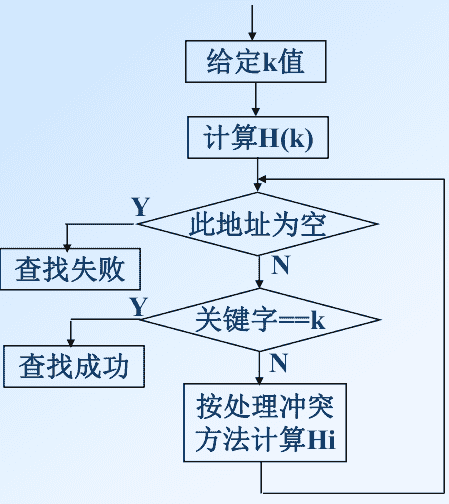 给定k值
计算H(k)
Y
此地址为空
查找失败
N
Y
关键字==k
查找成功
N
按处理冲突
方法计算Hi